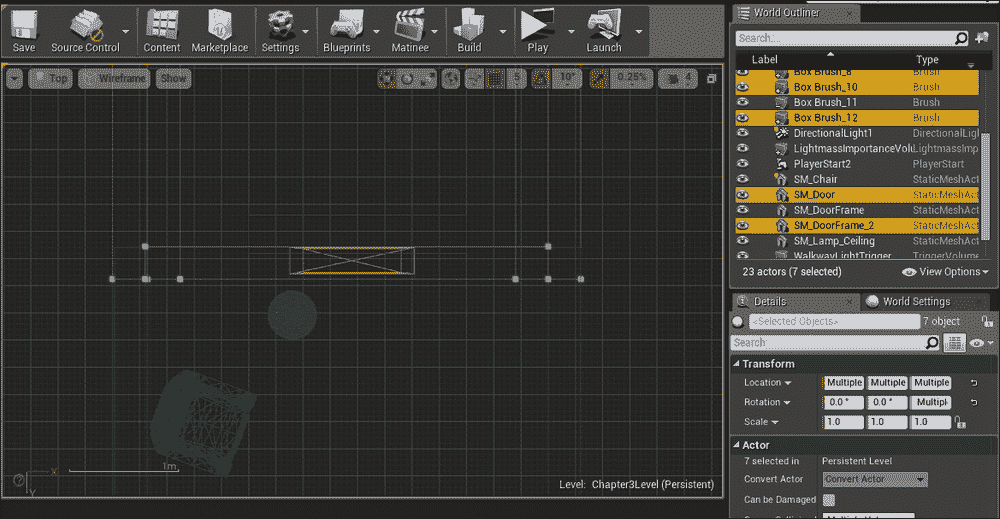 World Outliner
Save
Source Control
Content
Marketplace
Settings
Blueprints
Matinee
Build
Play
Launch
Search...
Label Type
Top
Wireframe
Show
5
10°
0.25%
4
Box Brush_8 Brush
Box Brush_10 Brush
Box Brush_11 Brush
Box Brush_12 Brush
DirectionalLight1 DirectionalLigl
LightmassImportanceVolu LightmassImp
PlayerStart2 PlayerStart
SM_Chair StaticMeshAct
SM_Door StaticMeshAct
SM_DoorFrame StaticMeshAct
SM_DoorFrame_2 StaticMeshAct
SM_Lamp_Ceiling StaticMeshAct
WalkwayLightTrigger TriggerVolume
23 actors (7 selected) View Options
Details World Settings
<Selected Objects> 7 object
Search
Transform
Location Multiple Multiple Multiple
Rotation 0.0 ° 0.0 ° Multipl
Scale 1.0 1.0 1.0
Actor
7 selected in Persistent Level
Convert Actor Convert Actor
Can be Damaged
1m
X
Y
Level: Chapter3Level (Persistent)